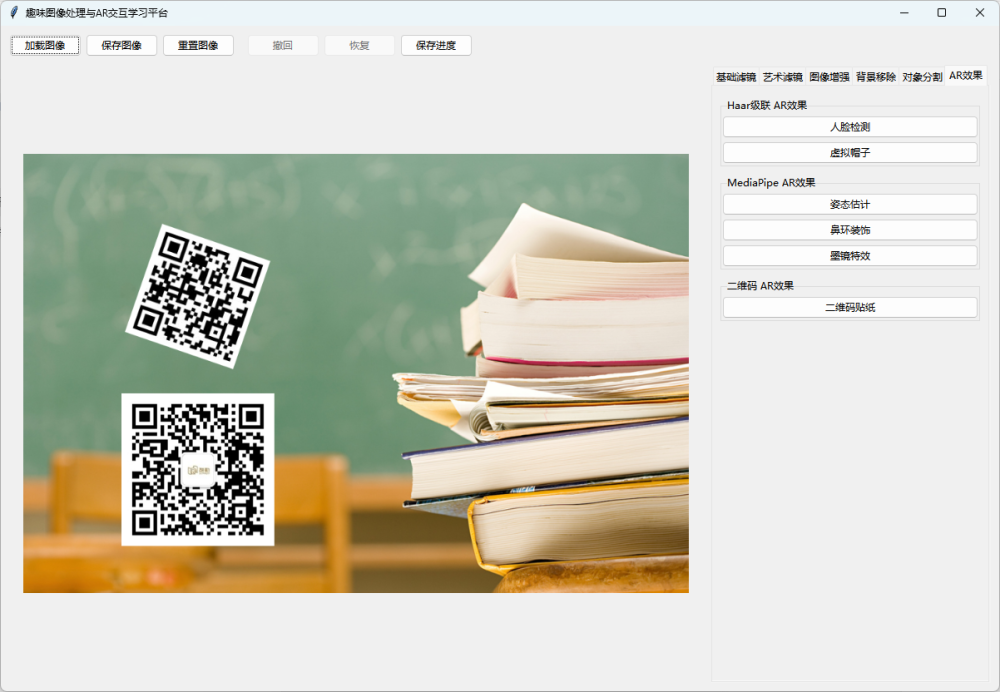 趣味图像处理与AR交互学习平台
加载图像 保存图像 重置图像 撤回 恢复 保存进度
基础滤镜 艺术滤镜 图像增强 背景移除 对象分割 AR效果
Haar级联 AR效果
人脸检测
虚拟帽子
MediaPipe AR效果
姿态估计
鼻环装饰
墨镜特效
二维码 AR效果
二维码贴纸